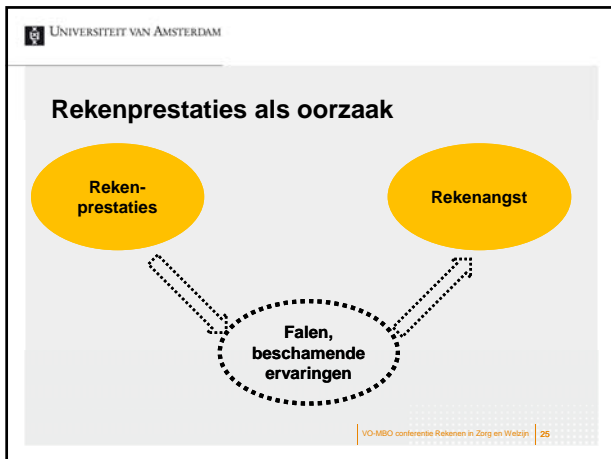 UNIVERSITEIT VAN AMSTERDAM
Rekenprestaties als oorzaak
Reken-
prestaties
Rekenangst
Falen,
beschamende
ervaringen
VO-MBO conferentie Rekenen in Zorg en Welzijn 25